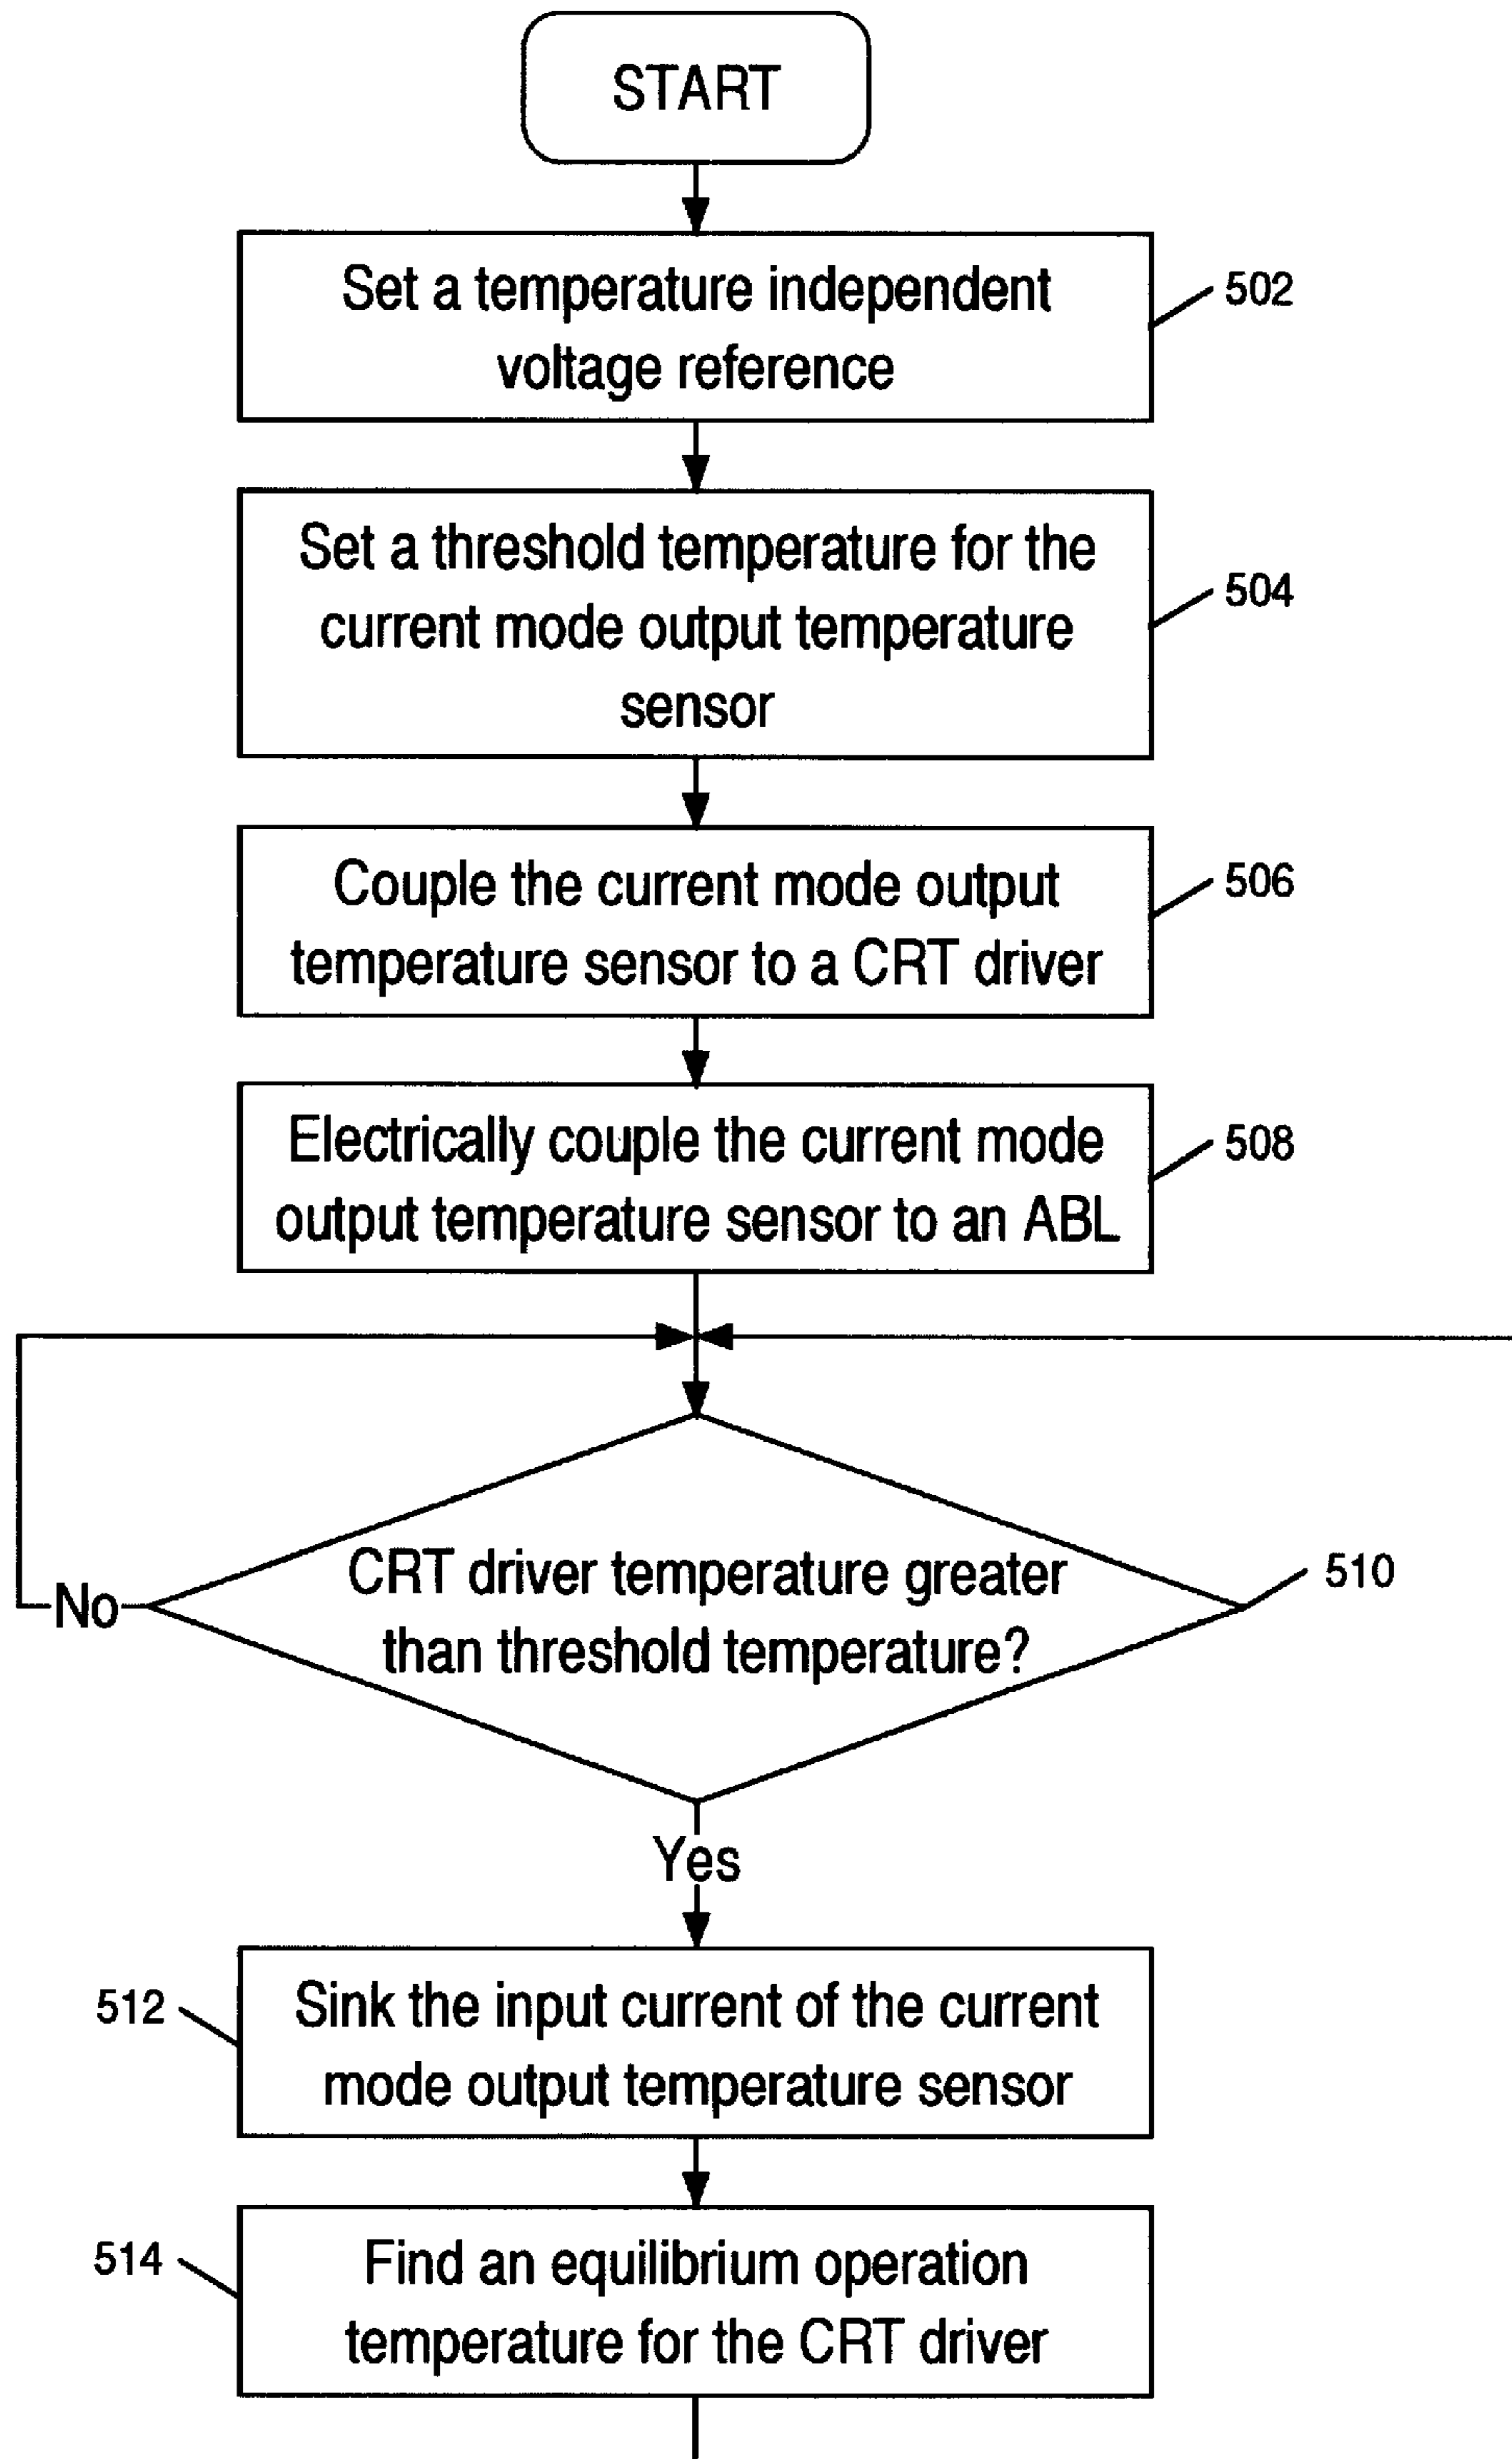 START
Set a temperature independent
voltage reference
502
Set a threshold temperature for the
current mode output temperature
sensor
504
Couple the current mode output
temperature sensor to a CRT driver
506
Electrically couple the current mode
output temperature sensor to an ABL
508
CRT driver temperature greater
than threshold temperature?
510
No
Yes
512
Sink the input current of the current
mode output temperature sensor
514
Find an equilibrium operation
temperature for the CRT driver